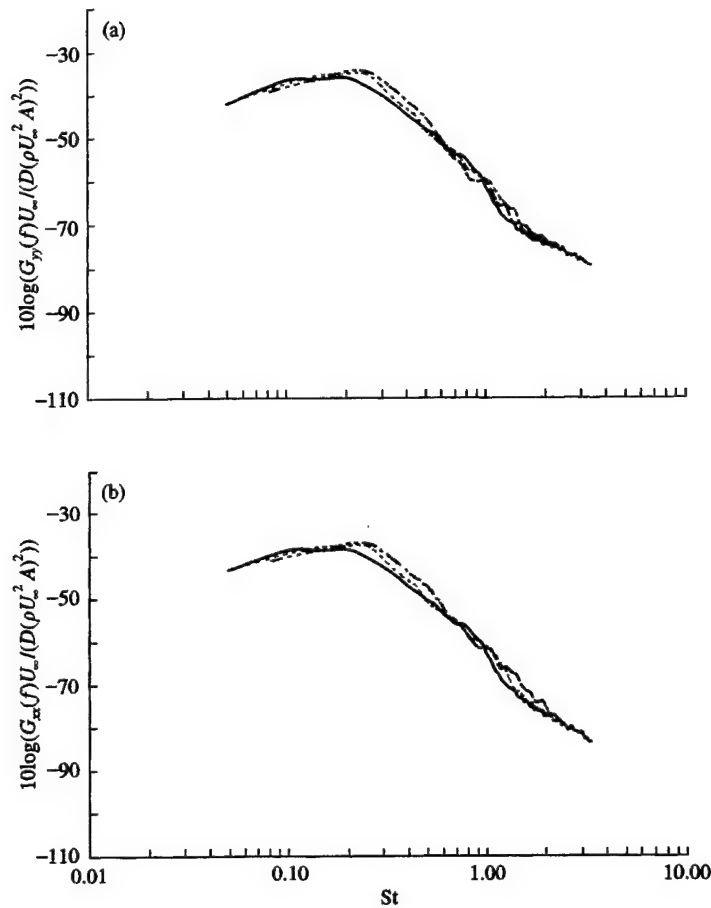 (a)
−30
−50
−70
−90
−110
10log(G_yy(f)U_∞/(D(ρU_∞^2 A)^2))
(b)
−30
−50
−70
−90
−110
10log(G_xx(f)U_∞/(D(ρU_∞^2 A)^2))
0.01 0.10 1.00 10.00
St